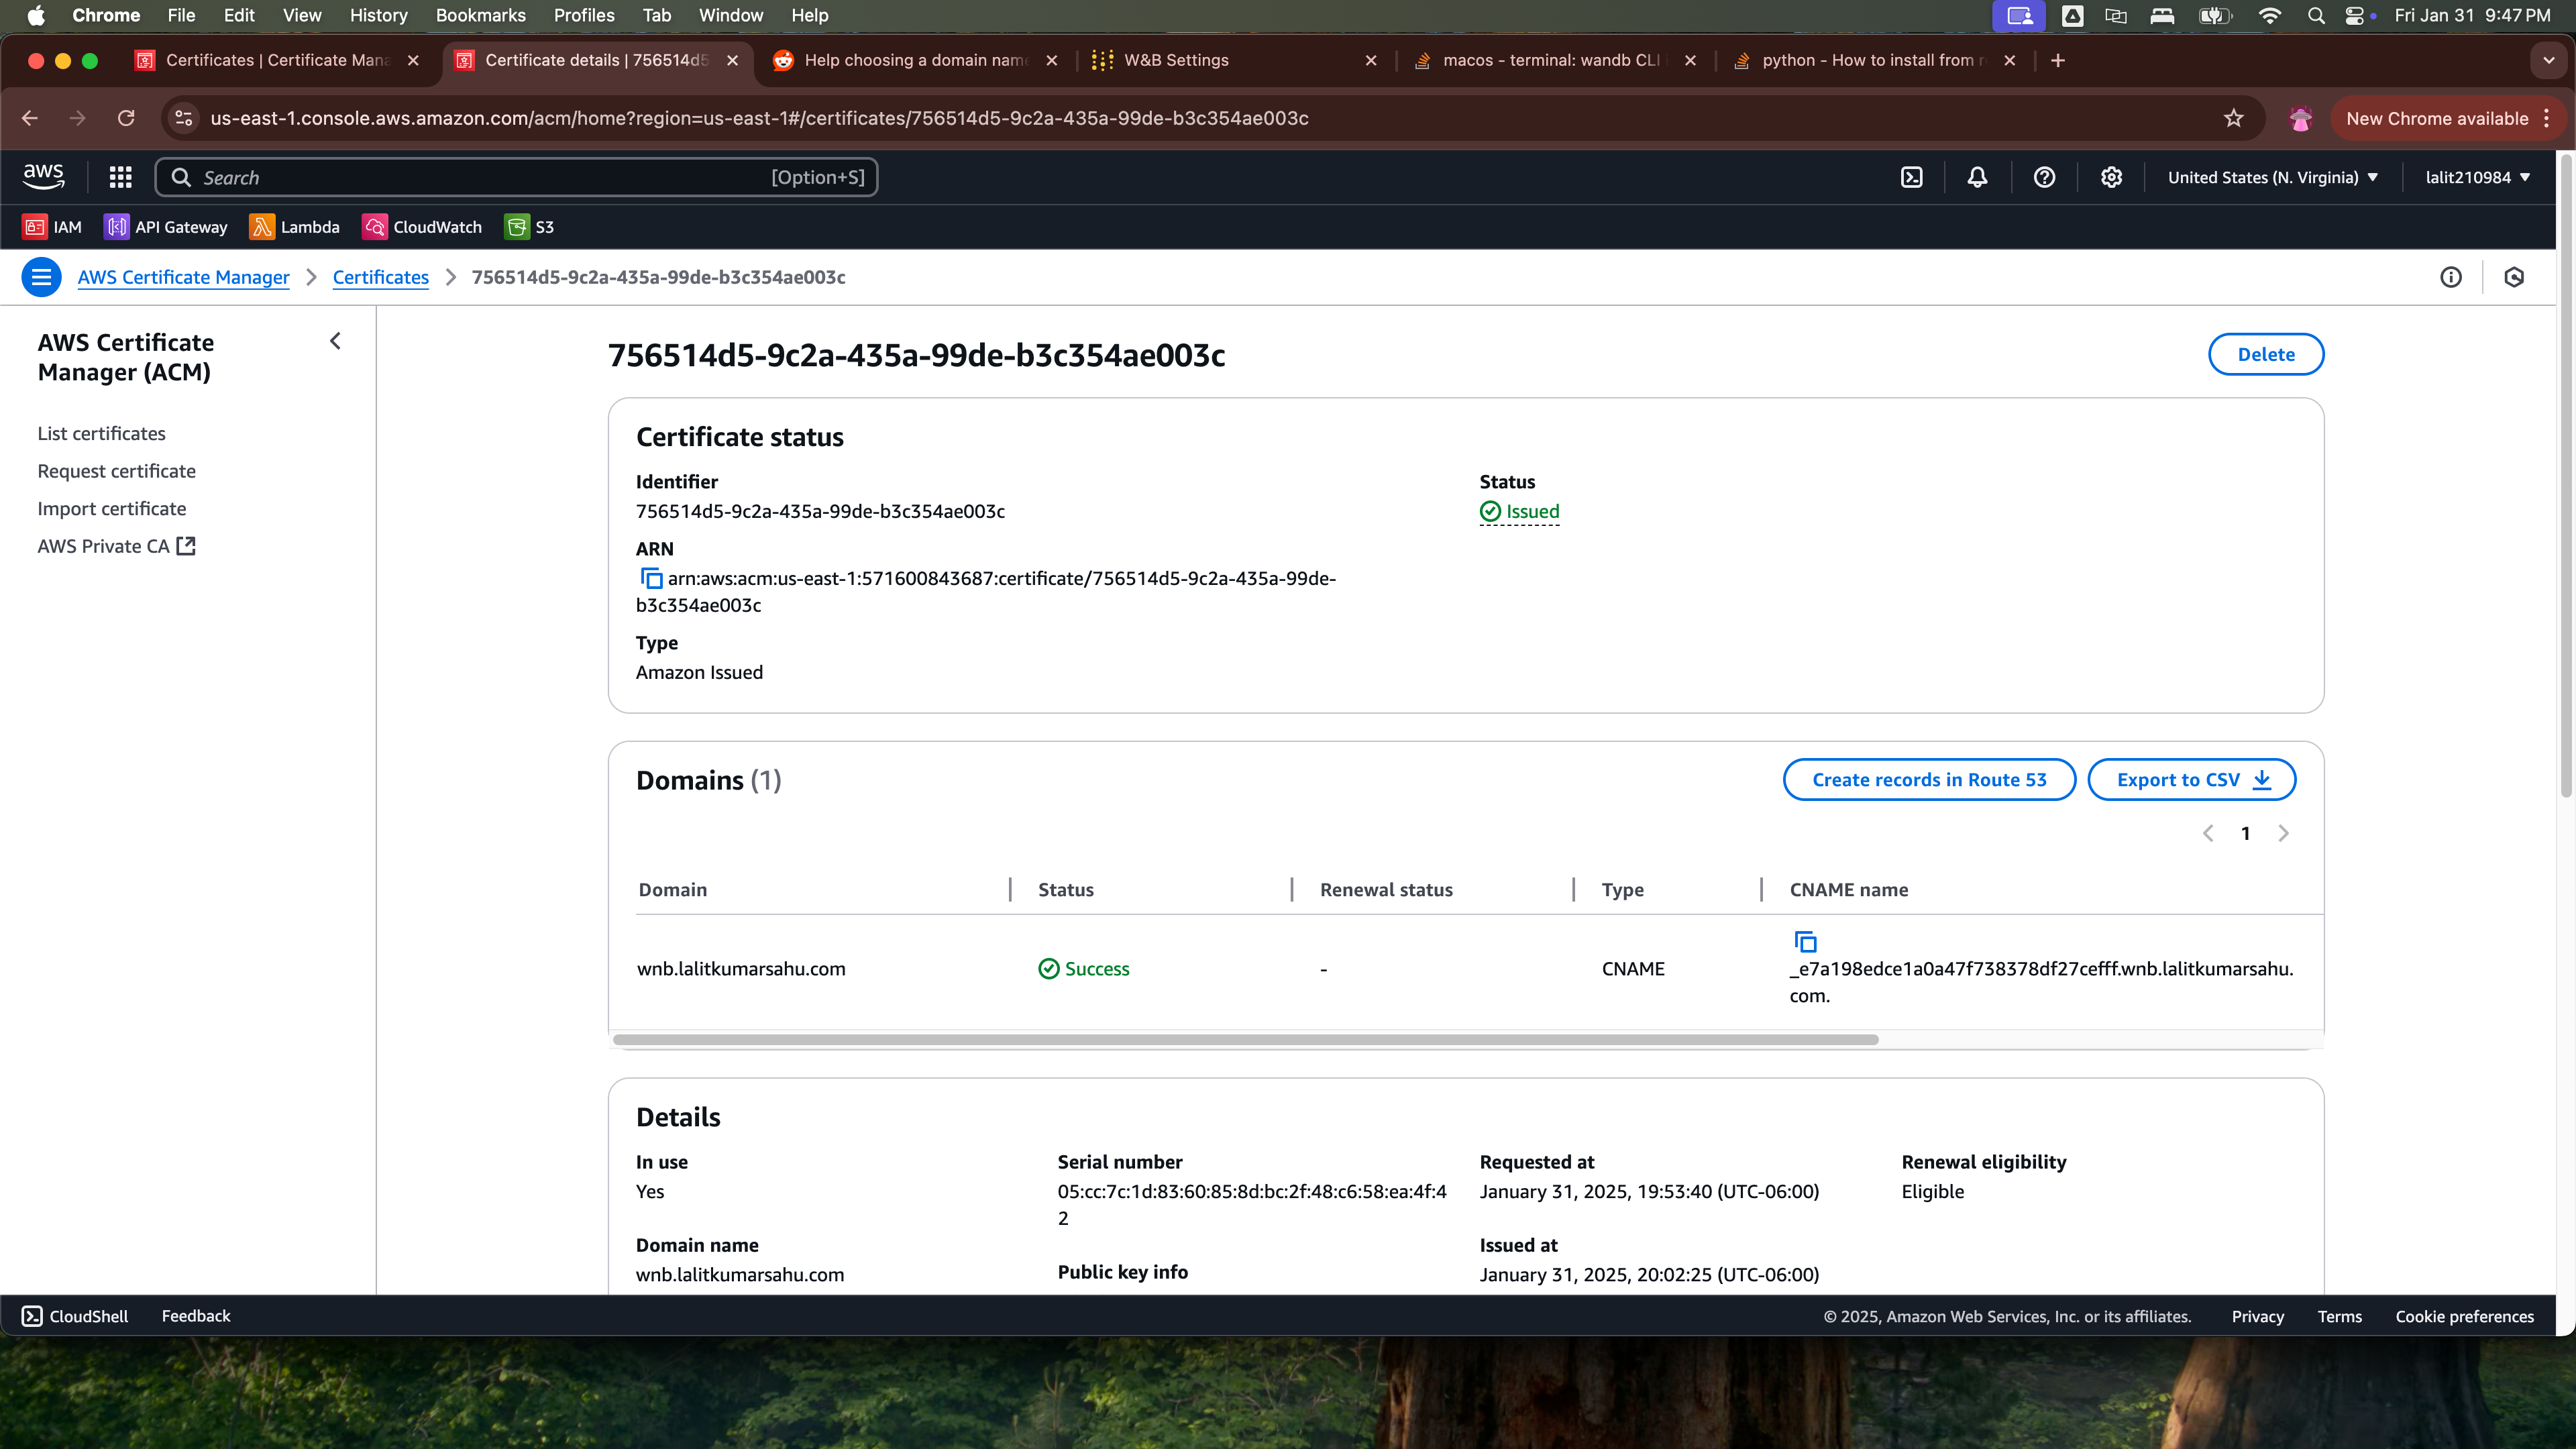 Chrome File Edit View History Bookmarks Profiles Tab Window Help Fri Jan 31 9:47 PM
Certificates | Certificate Mana Certificate details | 756514d5 Help choosing a domain name W&B Settings macos - terminal: wandb CLI python - How to install from r
us-east-1.console.aws.amazon.com/acm/home?region=us-east-1#/certificates/756514d5-9c2a-435a-99de-b3c354ae003c New Chrome available
aws Search [Option+S] United States (N. Virginia) lalit210984
IAM API Gateway Lambda CloudWatch S3
AWS Certificate Manager Certificates 756514d5-9c2a-435a-99de-b3c354ae003c
AWS Certificate
Manager (ACM)
List certificates
Request certificate
Import certificate
AWS Private CA
756514d5-9c2a-435a-99de-b3c354ae003c Delete
Certificate status
Identifier
756514d5-9c2a-435a-99de-b3c354ae003c
ARN
arn:aws:acm:us-east-1:571600843687:certificate/756514d5-9c2a-435a-99de-
b3c354ae003c
Type
Amazon Issued
Status
Issued
Domains (1) Create records in Route 53 Export to CSV
1
Domain Status Renewal status Type CNAME name
wnb.lalitkumarsahu.com Success - CNAME _e7a198edce1a0a47f738378df27cefff.wnb.lalitkumarsahu.
com.
Details
In use
Yes
Domain name
wnb.lalitkumarsahu.com
Serial number
05:cc:7c:1d:83:60:85:8d:bc:2f:48:c6:58:ea:4f:4
2
Public key info
Requested at
January 31, 2025, 19:53:40 (UTC-06:00)
Issued at
January 31, 2025, 20:02:25 (UTC-06:00)
Renewal eligibility
Eligible
CloudShell Feedback © 2025, Amazon Web Services, Inc. or its affiliates. Privacy Terms Cookie preferences